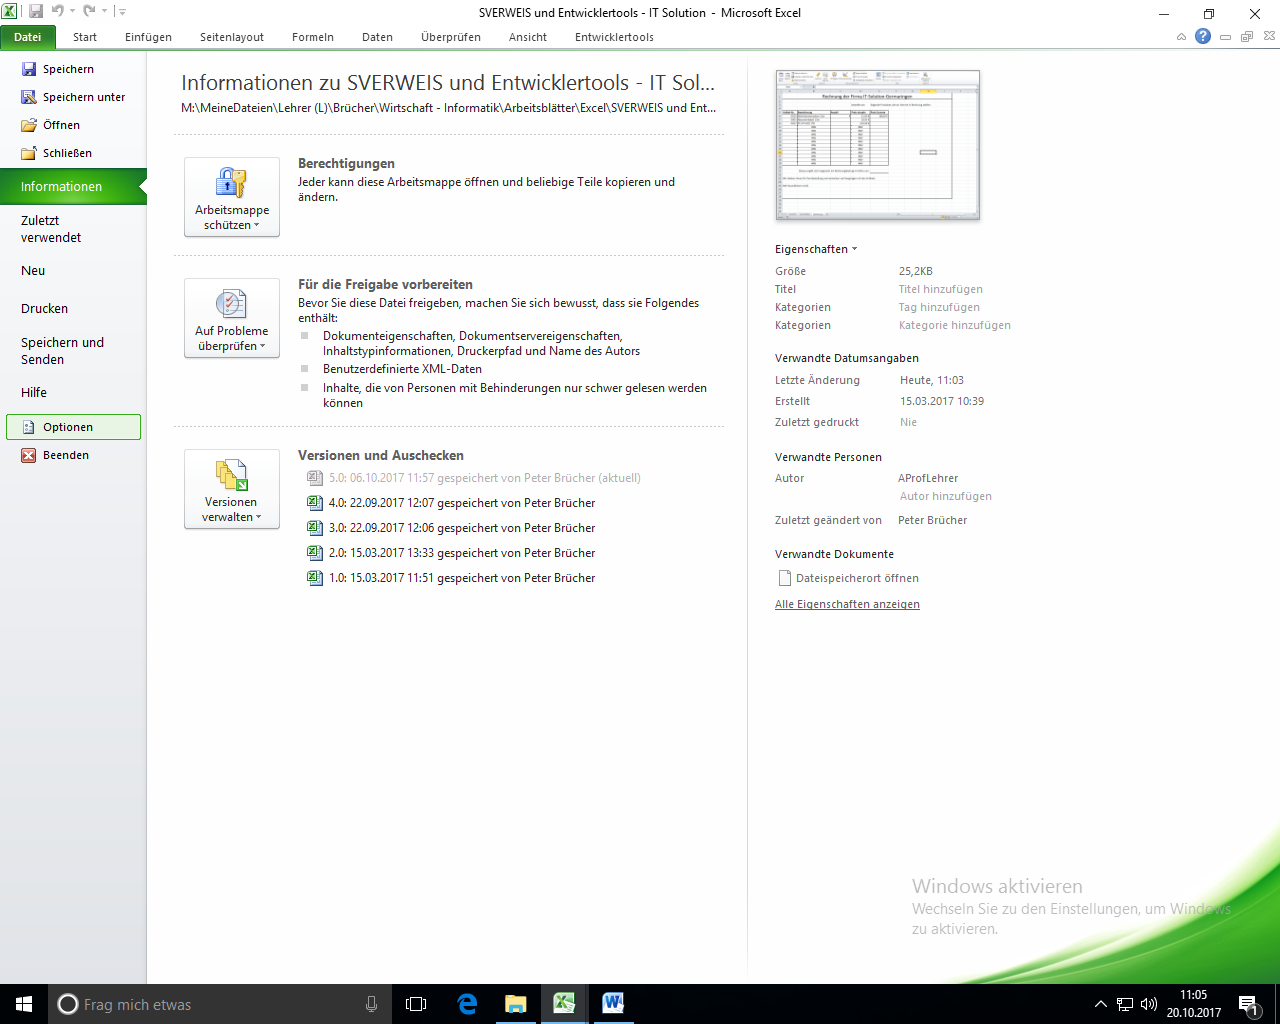 SVERWEIS und Entwicklertools - IT Solution - Microsoft Excel
Datei Start Einfügen Seitenlayout Formeln Daten Überprüfen Ansicht Entwicklertools
Speichern
Speichern unter
Öffnen
Schließen
Informationen
Zuletzt
verwendet
Neu
Drucken
Speichern und
Senden
Hilfe
Optionen
Beenden
Informationen zu SVERWEIS und Entwicklertools - IT Sol...
M:\MeineDateien\Lehrer (L)\Brücher\Wirtschaft - Informatik\Arbeitsblätter\Excel\SVERWEIS und Ent...
Arbeitsmappe
schützen
Berechtigungen
Jeder kann diese Arbeitsmappe öffnen und beliebige Teile kopieren und
ändern.
Auf Probleme
überprüfen
Für die Freigabe vorbereiten
Bevor Sie diese Datei freigeben, machen Sie sich bewusst, dass sie Folgendes
enthält:
Dokumenteigenschaften, Dokumentservereigenschaften,
Inhaltstypinformationen, Druckerpfad und Name des Autors
Benutzerdefinierte XML-Daten
Inhalte, die von Personen mit Behinderungen nur schwer gelesen werden
können
Versionen
verwalten
Versionen und Auschecken
5.0: 06.10.2017 11:57 gespeichert von Peter Brücher (aktuell)
4.0: 22.09.2017 12:07 gespeichert von Peter Brücher
3.0: 22.09.2017 12:06 gespeichert von Peter Brücher
2.0: 15.03.2017 13:33 gespeichert von Peter Brücher
1.0: 15.03.2017 11:51 gespeichert von Peter Brücher
Eigenschaften
Größe 25,2KB
Titel Titel hinzufügen
Kategorien Tag hinzufügen
Kategorien Kategorie hinzufügen
Verwandte Datumsangaben
Letzte Änderung Heute, 11:03
Erstellt 15.03.2017 10:39
Zuletzt gedruckt Nie
Verwandte Personen
Autor AProfLehrer
Autor hinzufügen
Zuletzt geändert von Peter Brücher
Verwandte Dokumente
Dateispeicherort öffnen
Alle Eigenschaften anzeigen
Windows aktivieren
Wechseln Sie zu den Einstellungen, um Windows
zu aktivieren.
Frag mich etwas
11:05
20.10.2017
1